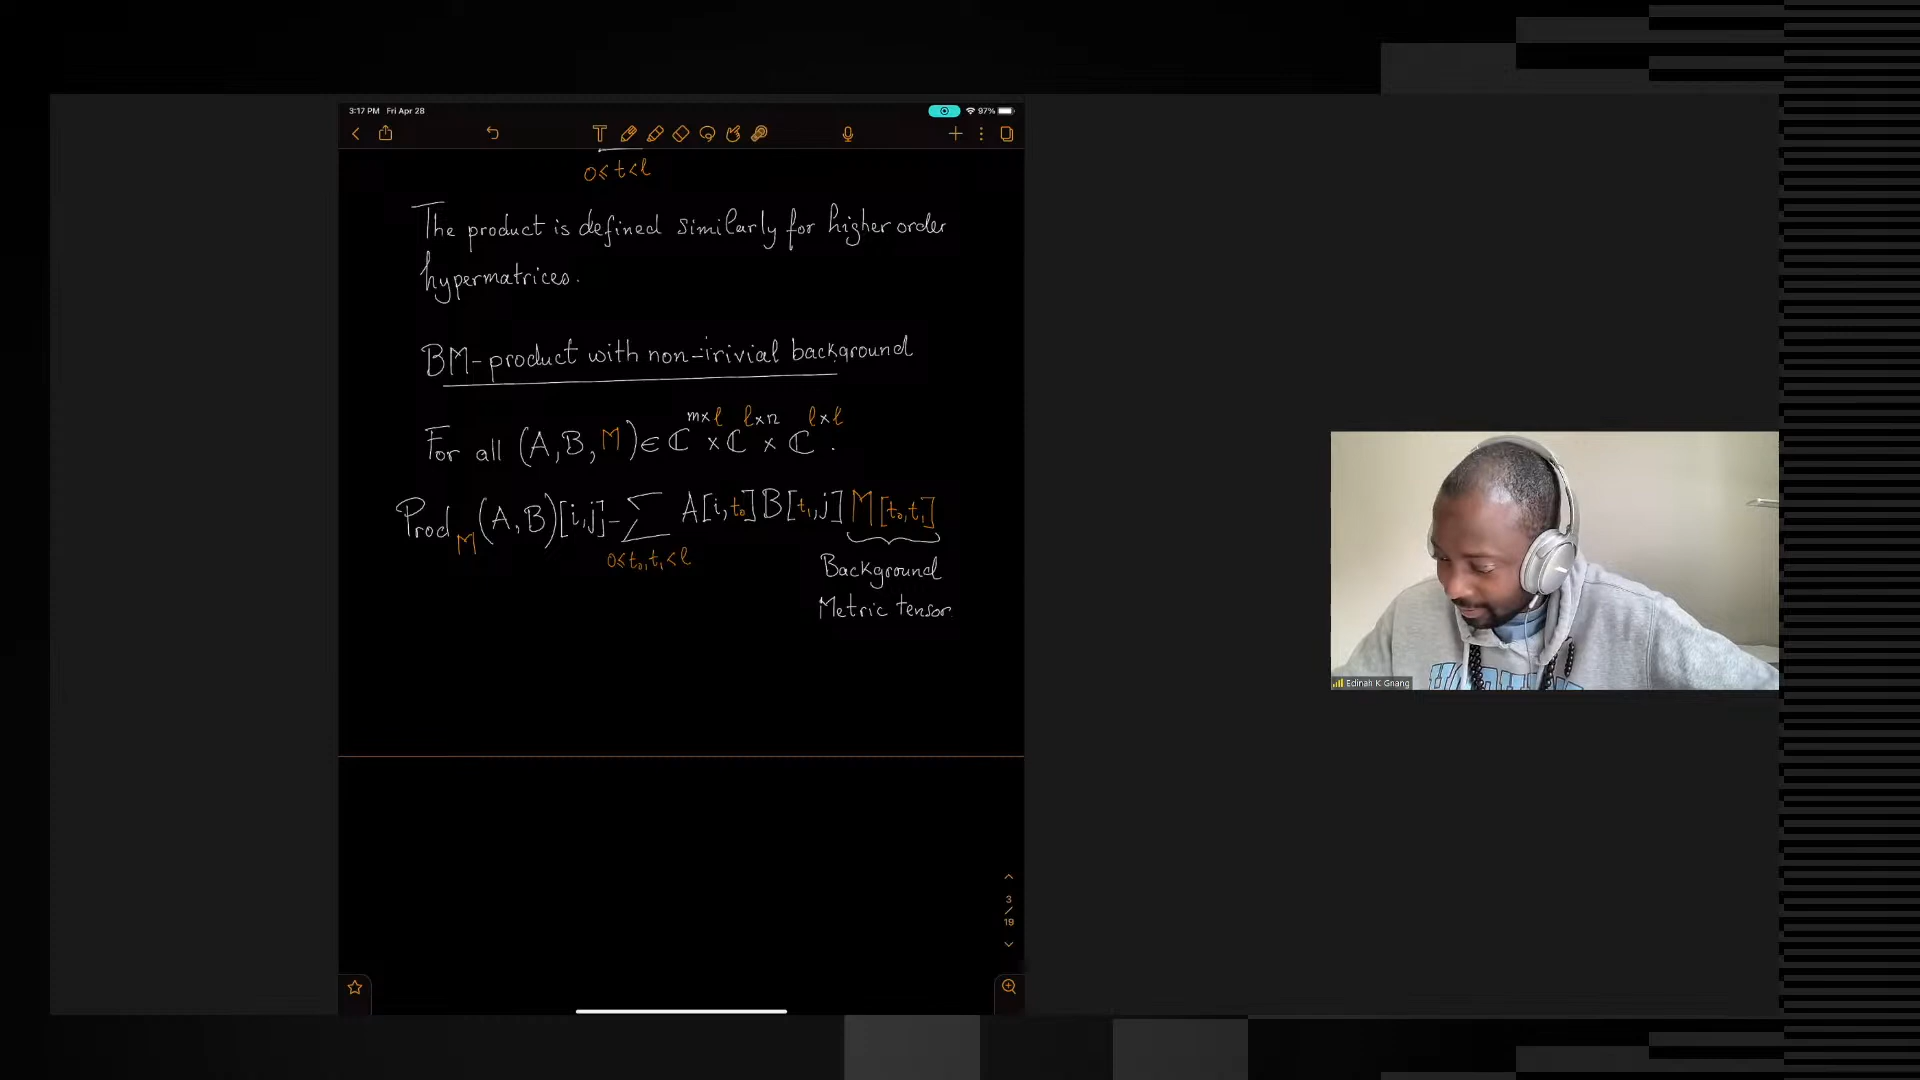 3:17 PM Fri Apr 28
97%
T
0≤t<l
The product is defined similarly for higher order
hypermatrices.
BM-product with non-trivial background
For all (A,B,M)∈ℂ^{m×l}×ℂ^{l×n}×ℂ^{l×l}.
Prod_M(A,B)[i,j]=∑_{0≤t₀,t₁<l} A[i,t₀]B[t₁,j]M[t₀,t₁]
Background
Metric tensor.
3
/
19
Edinah K Gnang